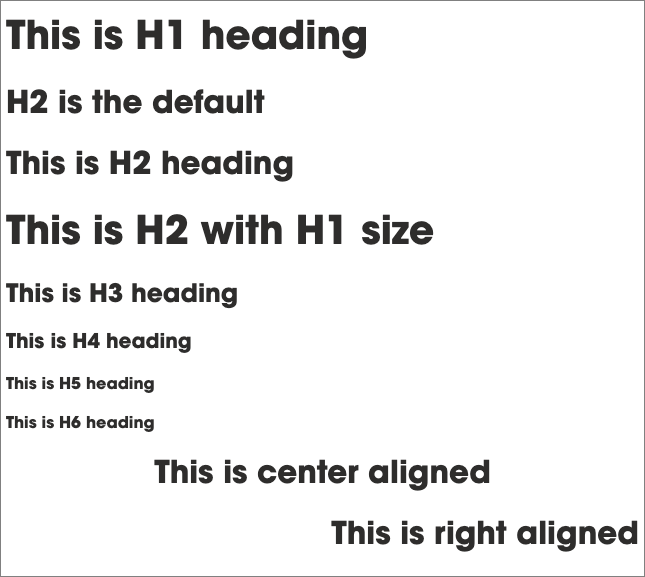 This is H1 heading
H2 is the default
This is H2 heading
This is H2 with H1 size
This is H3 heading
This is H4 heading
This is H5 heading
This is H6 heading
This is center aligned
This is right aligned